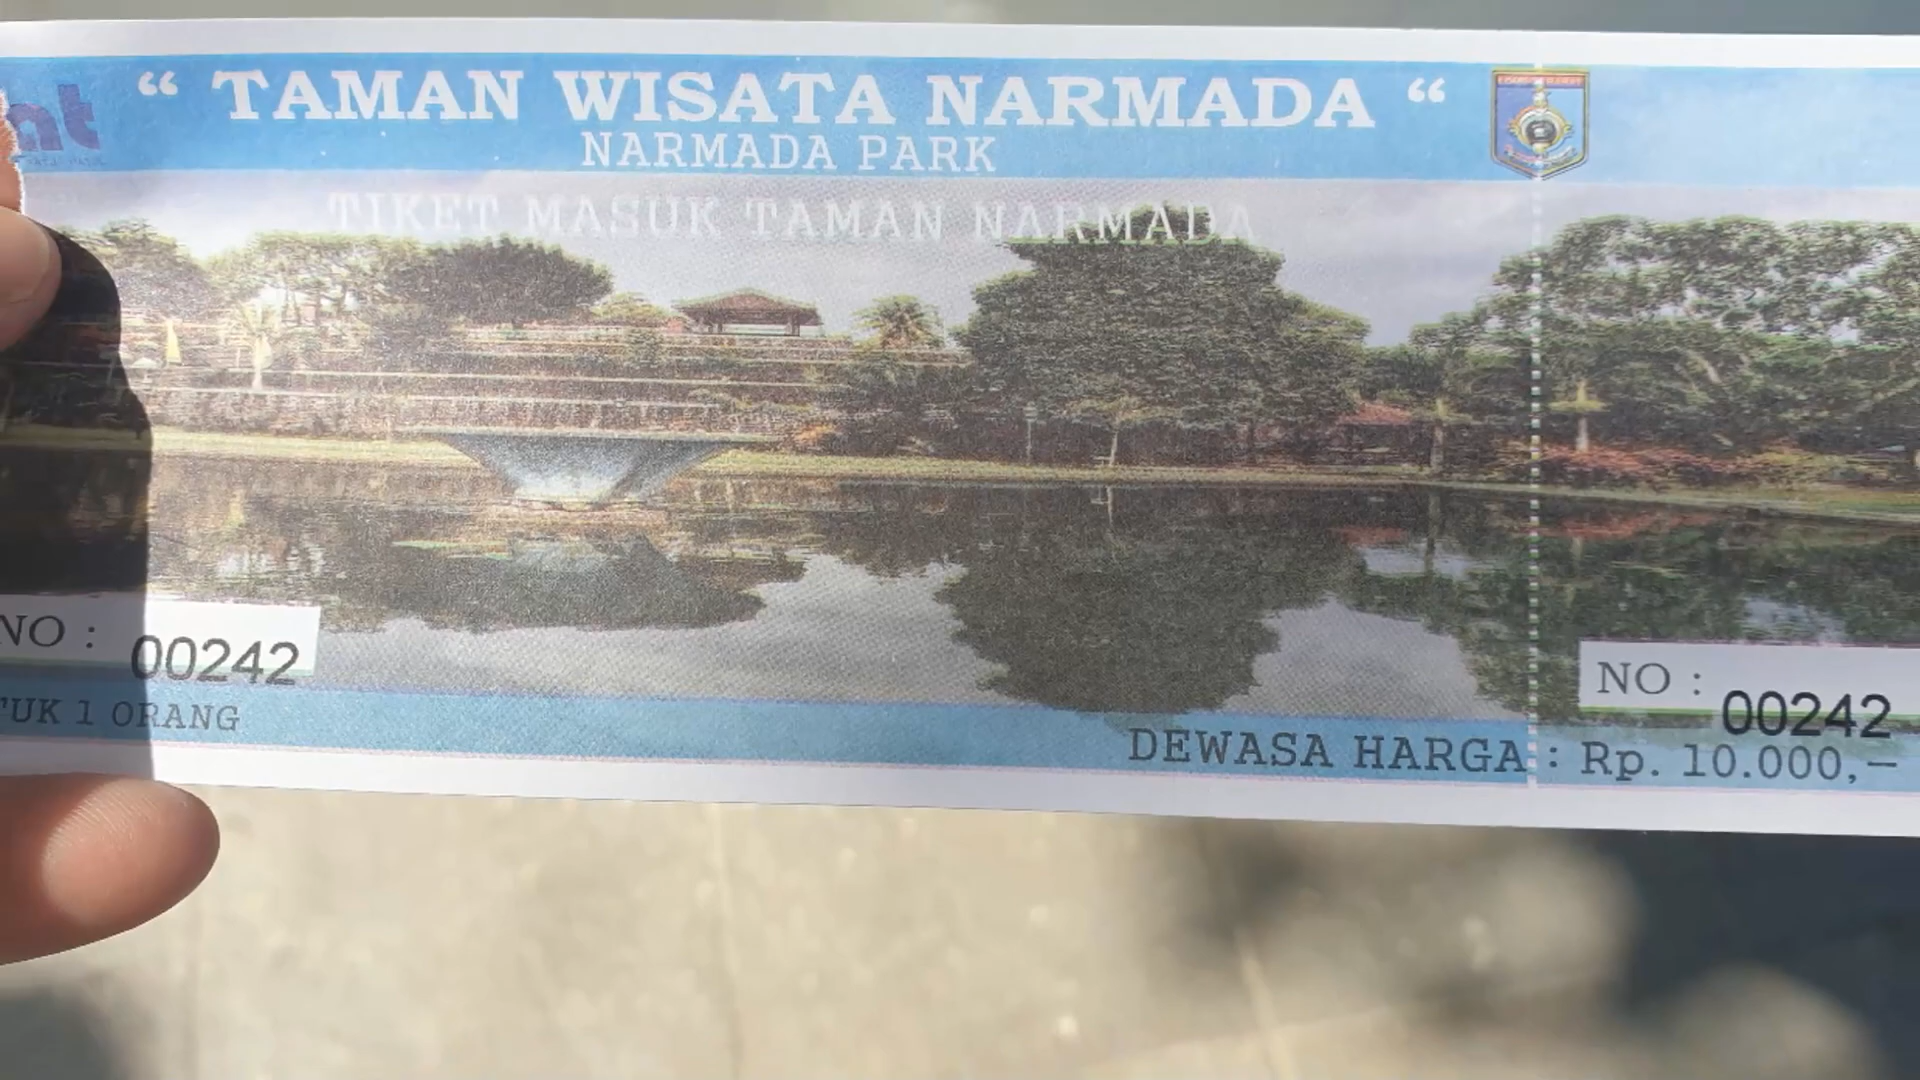 nt
“ TAMAN WISATA NARMADA “
NARMADA PARK
TIKET MASUK TAMAN NARMADA
NO : 00242
TUK 1 ORANG
NO : 00242
DEWASA HARGA : Rp. 10.000,–